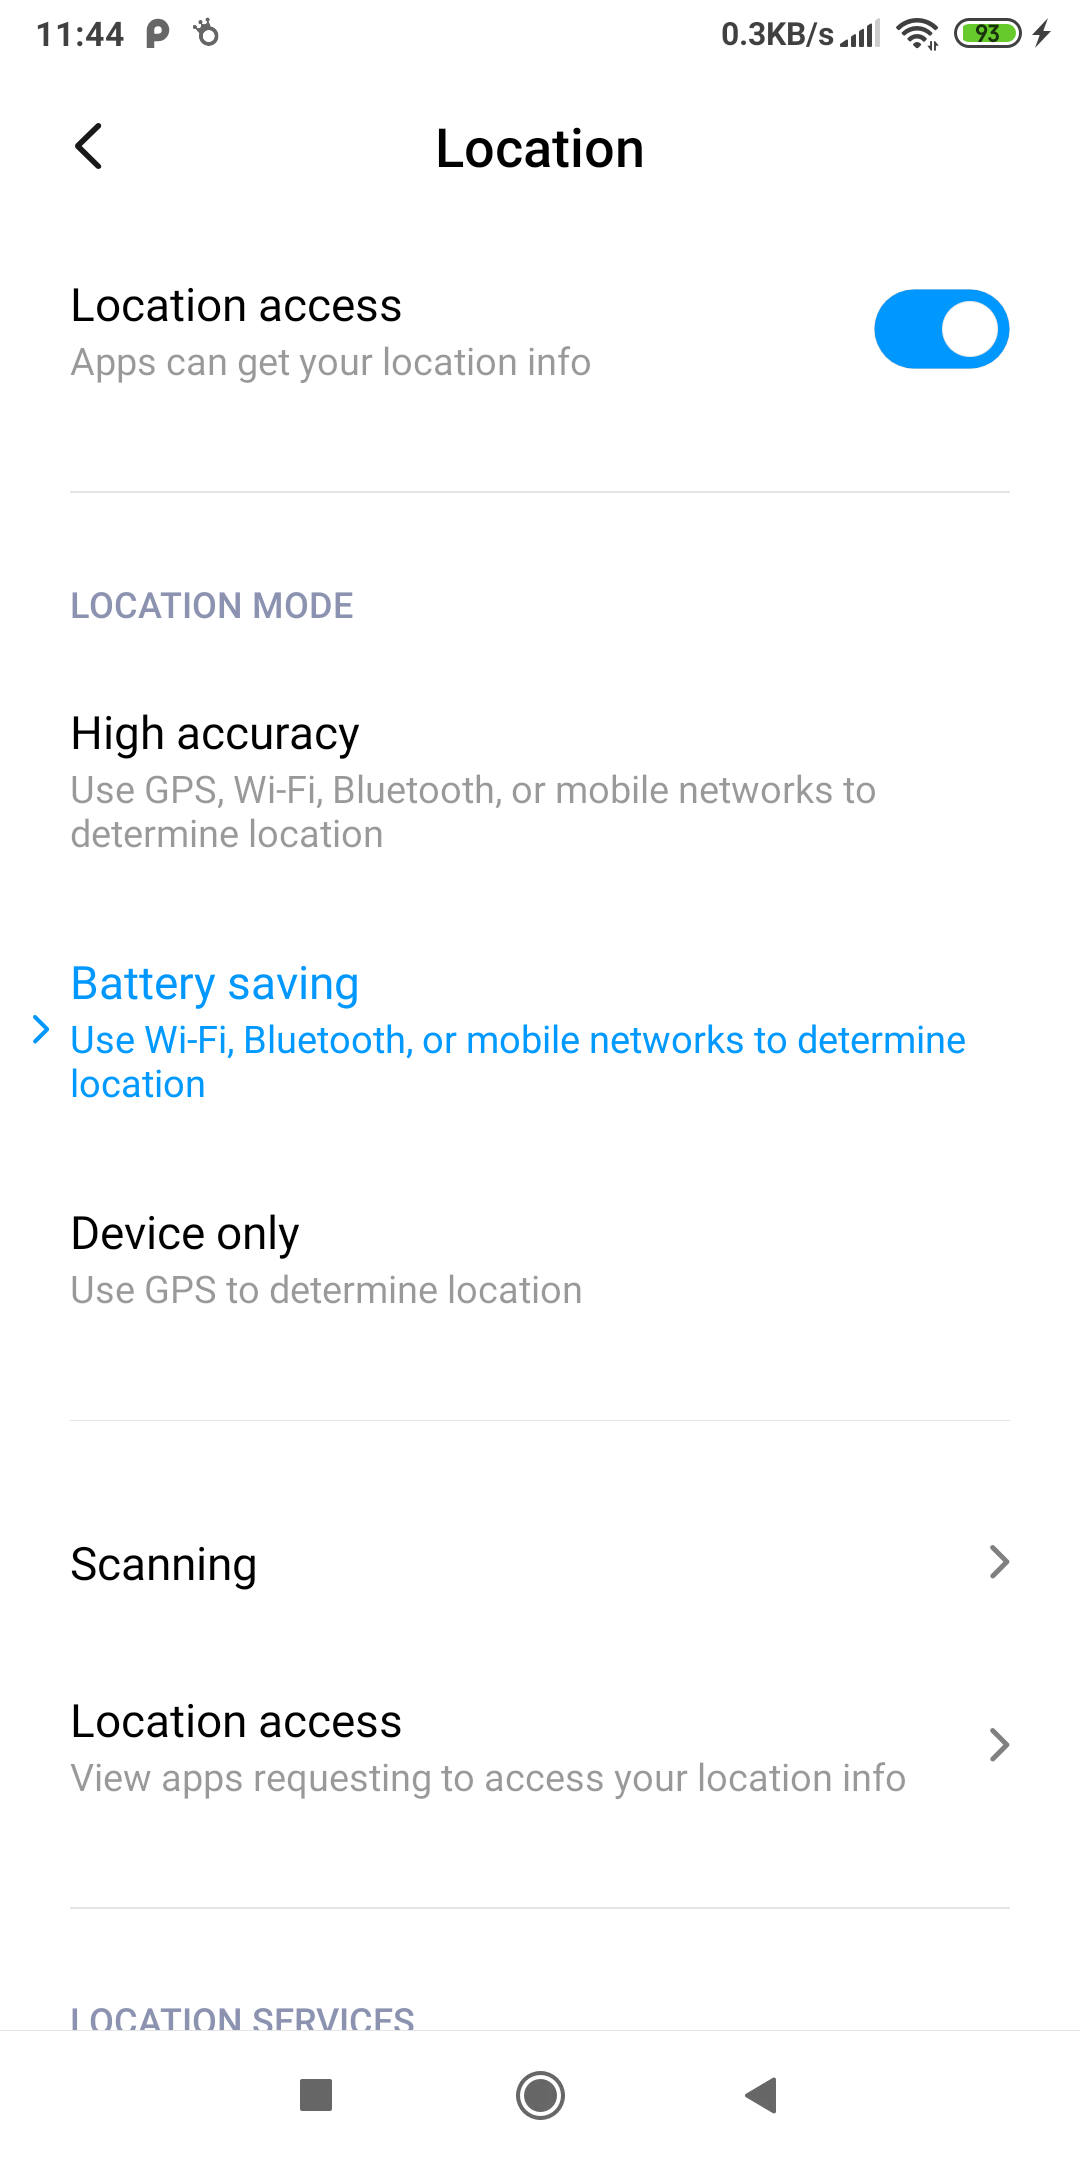 11:44 0.3KB/s 93
Location
Location access
Apps can get your location info
LOCATION MODE
High accuracy
Use GPS, Wi-Fi, Bluetooth, or mobile networks to
determine location
Battery saving
Use Wi-Fi, Bluetooth, or mobile networks to determine
location
Device only
Use GPS to determine location
Scanning
Location access
View apps requesting to access your location info
LOCATION SERVICES